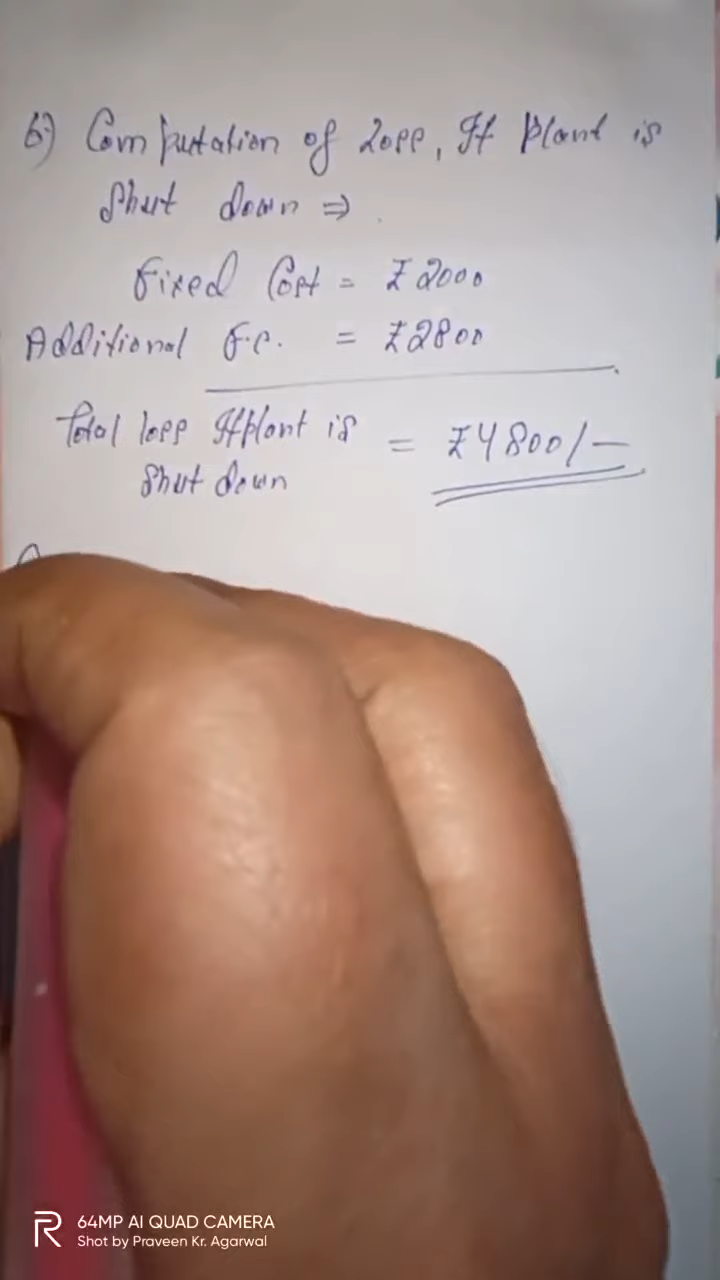 6) Computation of Loss, If Plant is
Shut down ⇒
Fixed Cost = ₹2000
Additional F.C. = ₹2800
Total loss If plant is = ₹4800/-
Shut down
64MP AI QUAD CAMERA
Shot by Praveen Kr. Agarwal